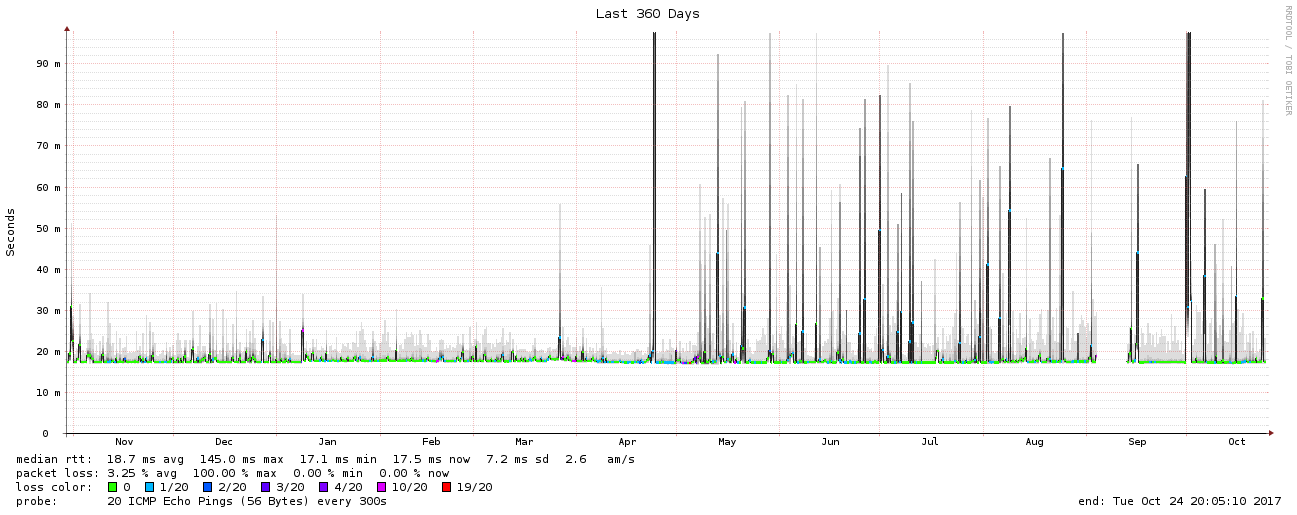 Last 360 Days
RRDTOOL / TOBI OETIKER
Seconds
90 m
80 m
70 m
60 m
50 m
40 m
30 m
20 m
10 m
0
Nov Dec Jan Feb Mar Apr May Jun Jul Aug Sep Oct
median rtt: 18.7 ms avg 145.0 ms max 17.1 ms min 17.5 ms now 7.2 ms sd 2.6 am/s
packet loss: 3.25 % avg 100.00 % max 0.00 % min 0.00 % now
loss color: 0 1/20 2/20 3/20 4/20 10/20 19/20
probe: 20 ICMP Echo Pings (56 Bytes) every 300s
end: Tue Oct 24 20:05:10 2017